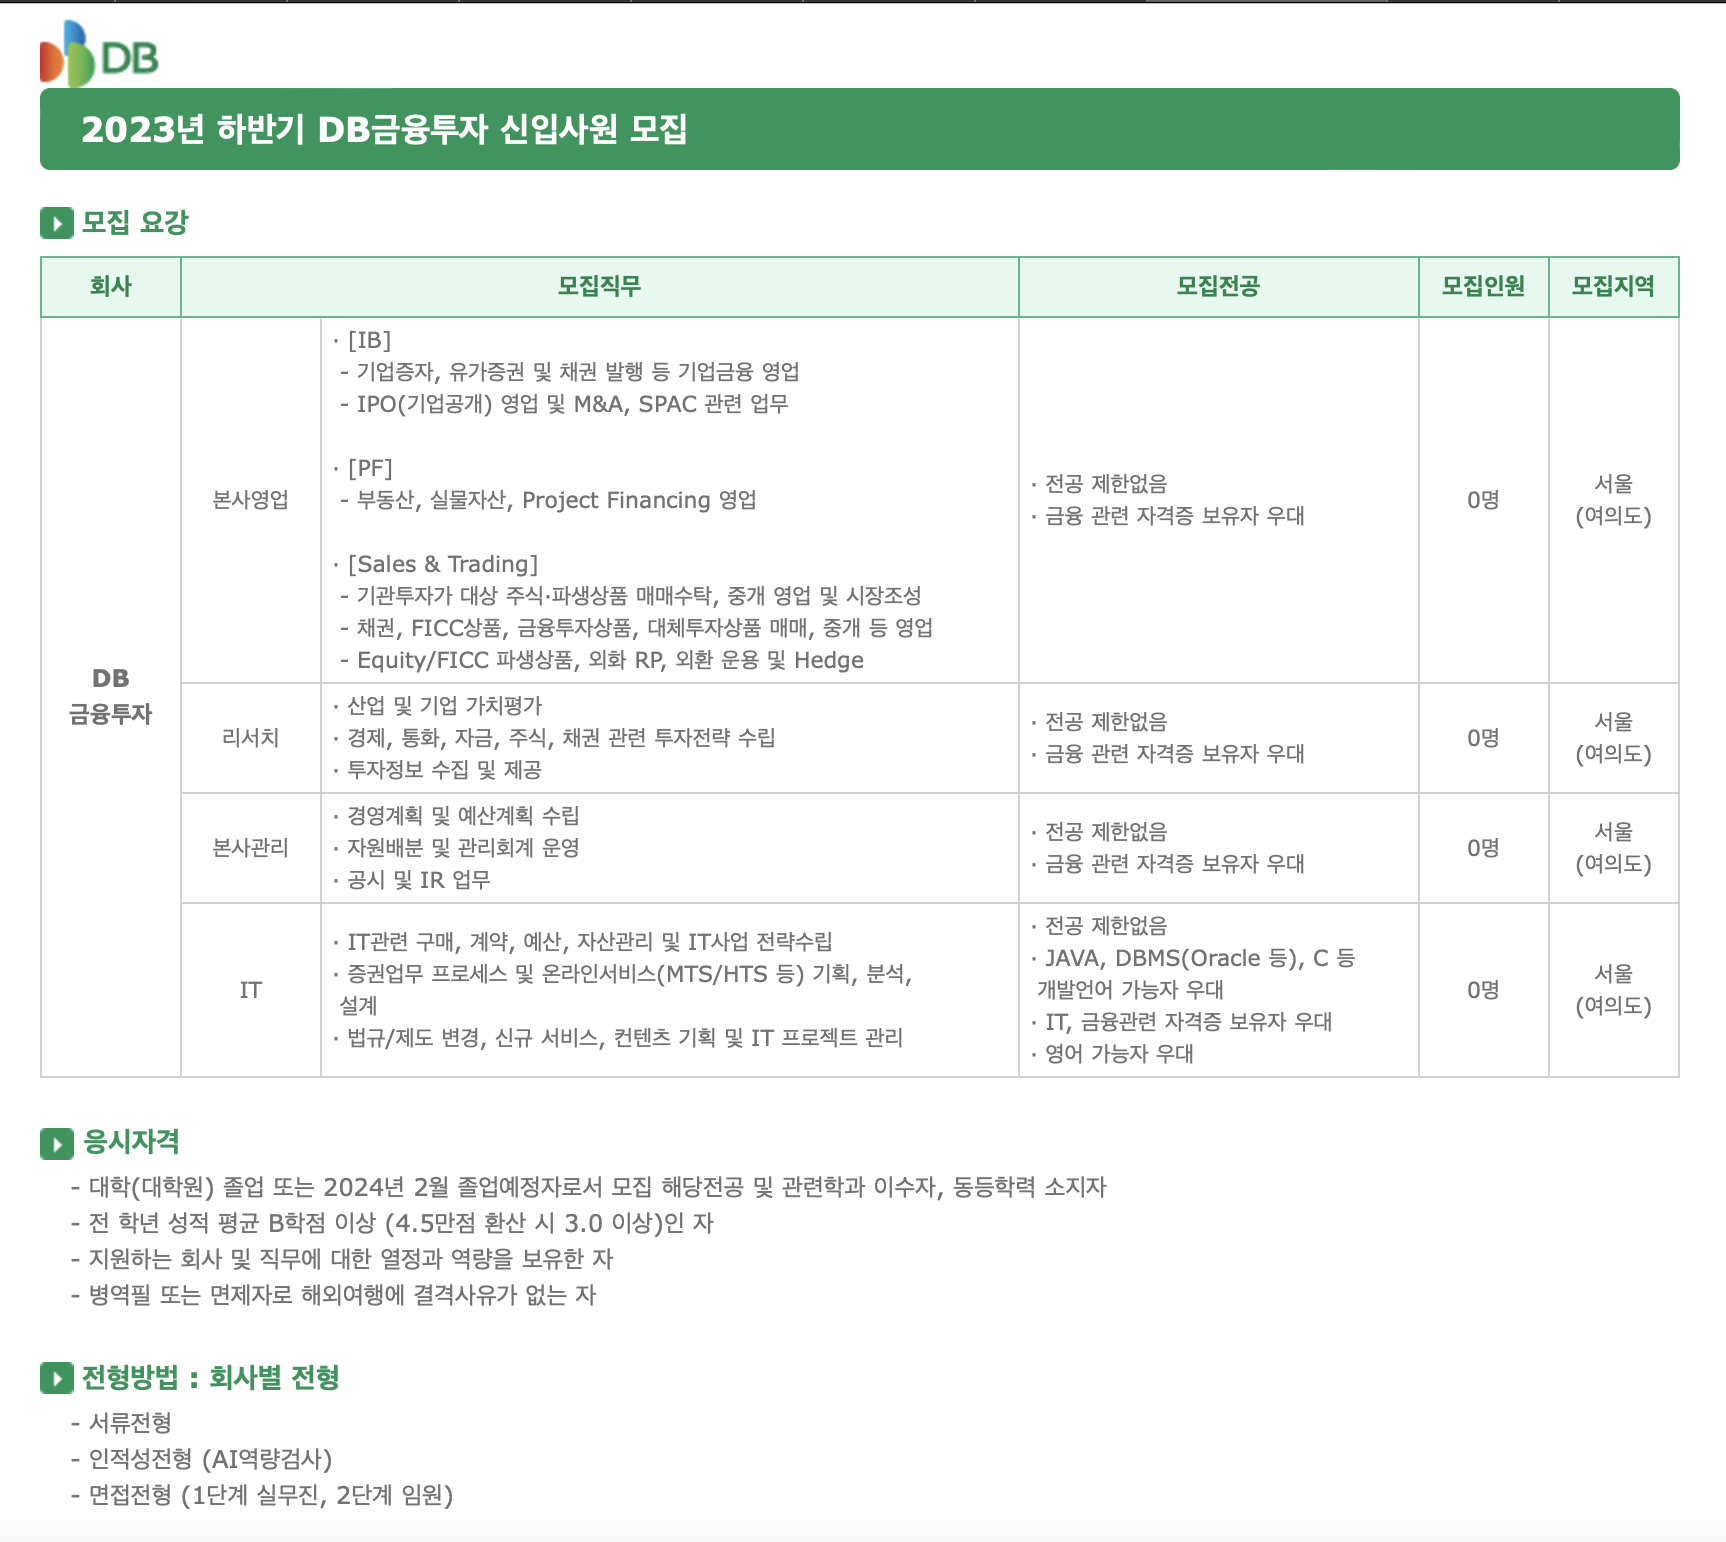 DB
2023년 하반기 DB금융투자 신입사원 모집
모집 요강
회사 모집직무 모집전공 모집인원 모집지역
DB
금융투자
본사영업
· [IB]
- 기업증자, 유가증권 및 채권 발행 등 기업금융 영업
- IPO(기업공개) 영업 및 M&A, SPAC 관련 업무
· [PF]
- 부동산, 실물자산, Project Financing 영업
· [Sales & Trading]
- 기관투자가 대상 주식·파생상품 매매수탁, 중개 영업 및 시장조성
- 채권, FICC상품, 금융투자상품, 대체투자상품 매매, 중개 등 영업
- Equity/FICC 파생상품, 외화 RP, 외환 운용 및 Hedge
· 전공 제한없음
· 금융 관련 자격증 보유자 우대
0명
서울
(여의도)
리서치
· 산업 및 기업 가치평가
· 경제, 통화, 자금, 주식, 채권 관련 투자전략 수립
· 투자정보 수집 및 제공
· 전공 제한없음
· 금융 관련 자격증 보유자 우대
0명
서울
(여의도)
본사관리
· 경영계획 및 예산계획 수립
· 자원배분 및 관리회계 운영
· 공시 및 IR 업무
· 전공 제한없음
· 금융 관련 자격증 보유자 우대
0명
서울
(여의도)
IT
· IT관련 구매, 계약, 예산, 자산관리 및 IT사업 전략수립
· 증권업무 프로세스 및 온라인서비스(MTS/HTS 등) 기획, 분석,
설계
· 법규/제도 변경, 신규 서비스, 컨텐츠 기획 및 IT 프로젝트 관리
· 전공 제한없음
· JAVA, DBMS(Oracle 등), C 등
개발언어 가능자 우대
· IT, 금융관련 자격증 보유자 우대
· 영어 가능자 우대
0명
서울
(여의도)
응시자격
- 대학(대학원) 졸업 또는 2024년 2월 졸업예정자로서 모집 해당전공 및 관련학과 이수자, 동등학력 소지자
- 전 학년 성적 평균 B학점 이상 (4.5만점 환산 시 3.0 이상)인 자
- 지원하는 회사 및 직무에 대한 열정과 역량을 보유한 자
- 병역필 또는 면제자로 해외여행에 결격사유가 없는 자
전형방법 : 회사별 전형
- 서류전형
- 인적성전형 (AI역량검사)
- 면접전형 (1단계 실무진, 2단계 임원)